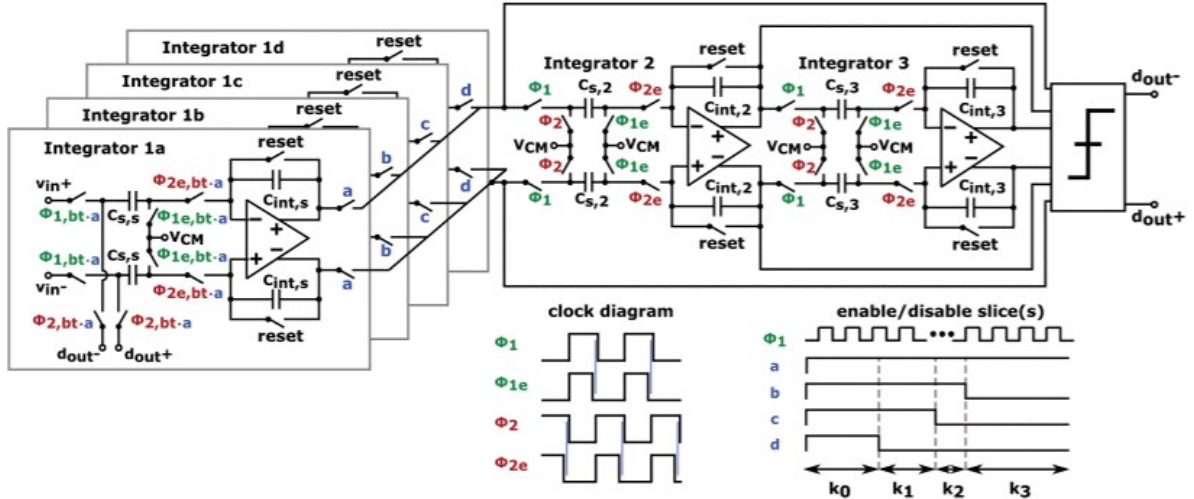 Integrator 1d
reset
Integrator 1c
reset
Integrator 1b
reset
Integrator 1a
reset
vin+
Φ1,bt·a
Cs,s
Φ1e,bt·a
VCM
Φ2e,bt·a
Cint,s
a
b
c
d
Φ1,bt·a
vin-
Cs,s
Φ1e,bt·a
Φ2e,bt·a
Cint,s
reset
a
b
c
d
Φ2,bt·a
Φ2,bt·a
dout-
dout+
Integrator 2
reset
Φ1
Cs,2
Φ2e
Cint,2
Φ2
Φ1e
VCM
VCM
Φ2
Φ1e
Φ1
Cs,2
Φ2e
Cint,2
reset
Integrator 3
reset
Φ1
Cs,3
Φ2e
Cint,3
Φ2
Φ1e
VCM
VCM
Φ2
Φ1e
Φ1
Cs,3
Φ2e
Cint,3
reset
dout-
dout+
clock diagram
Φ1
Φ1e
Φ2
Φ2e
enable/disable slice(s)
Φ1
a
b
c
d
k0
k1
k2
k3